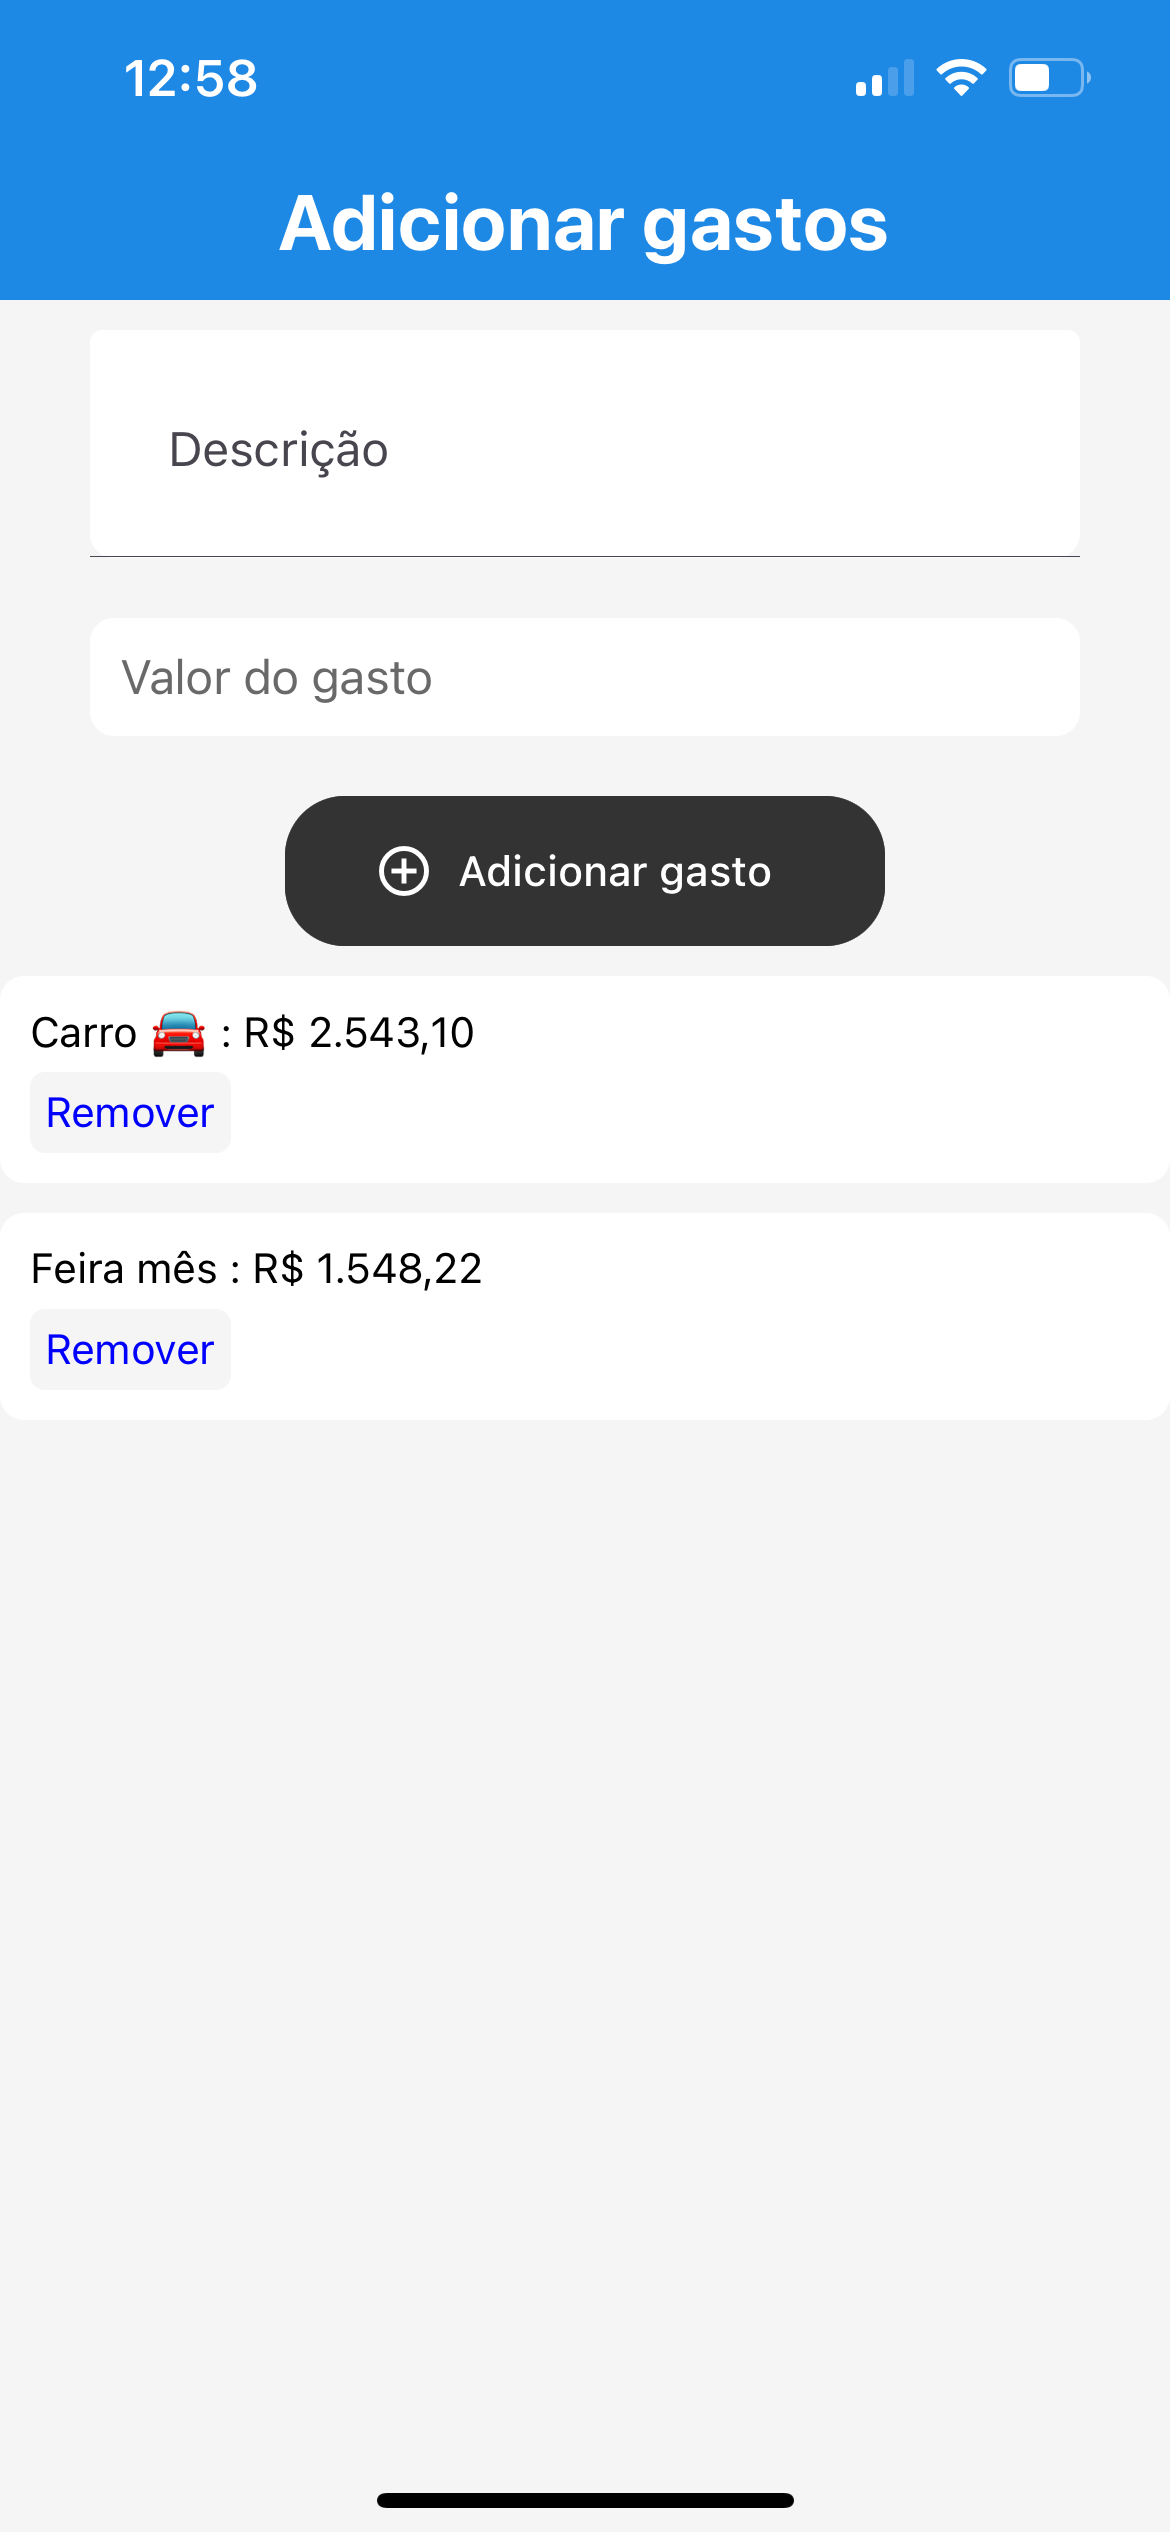 12:58
Adicionar gastos
Descrição
Valor do gasto
Adicionar gasto
Carro 🚘 : R$ 2.543,10
Remover
Feira mês : R$ 1.548,22
Remover